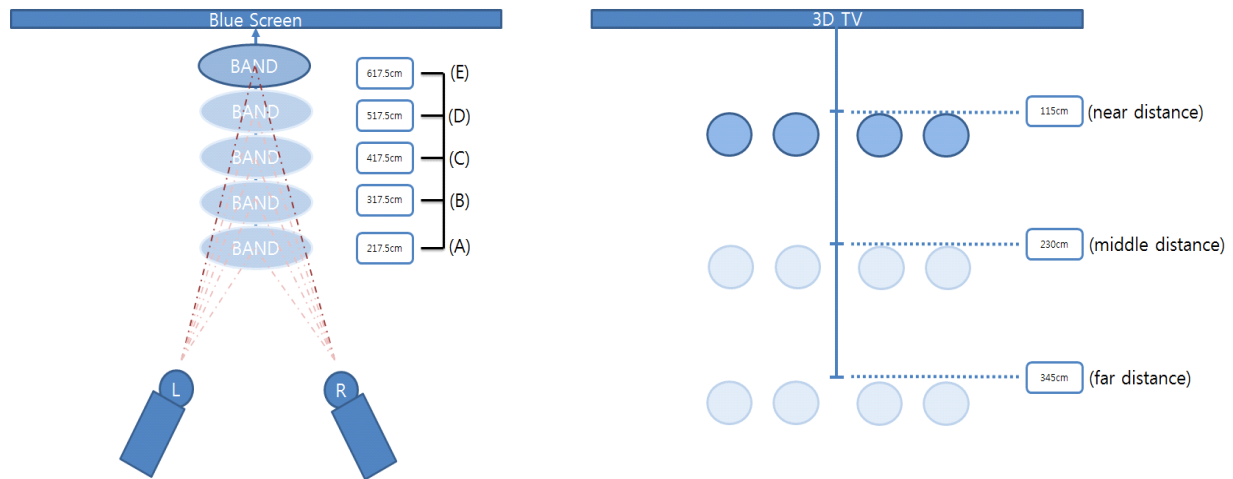 Blue Screen
BAND
617.5cm
(E)
BAND
517.5cm
(D)
BAND
417.5cm
(C)
BAND
317.5cm
(B)
BAND
217.5cm
(A)
L
R
3D TV
115cm
(near distance)
230cm
(middle distance)
345cm
(far distance)